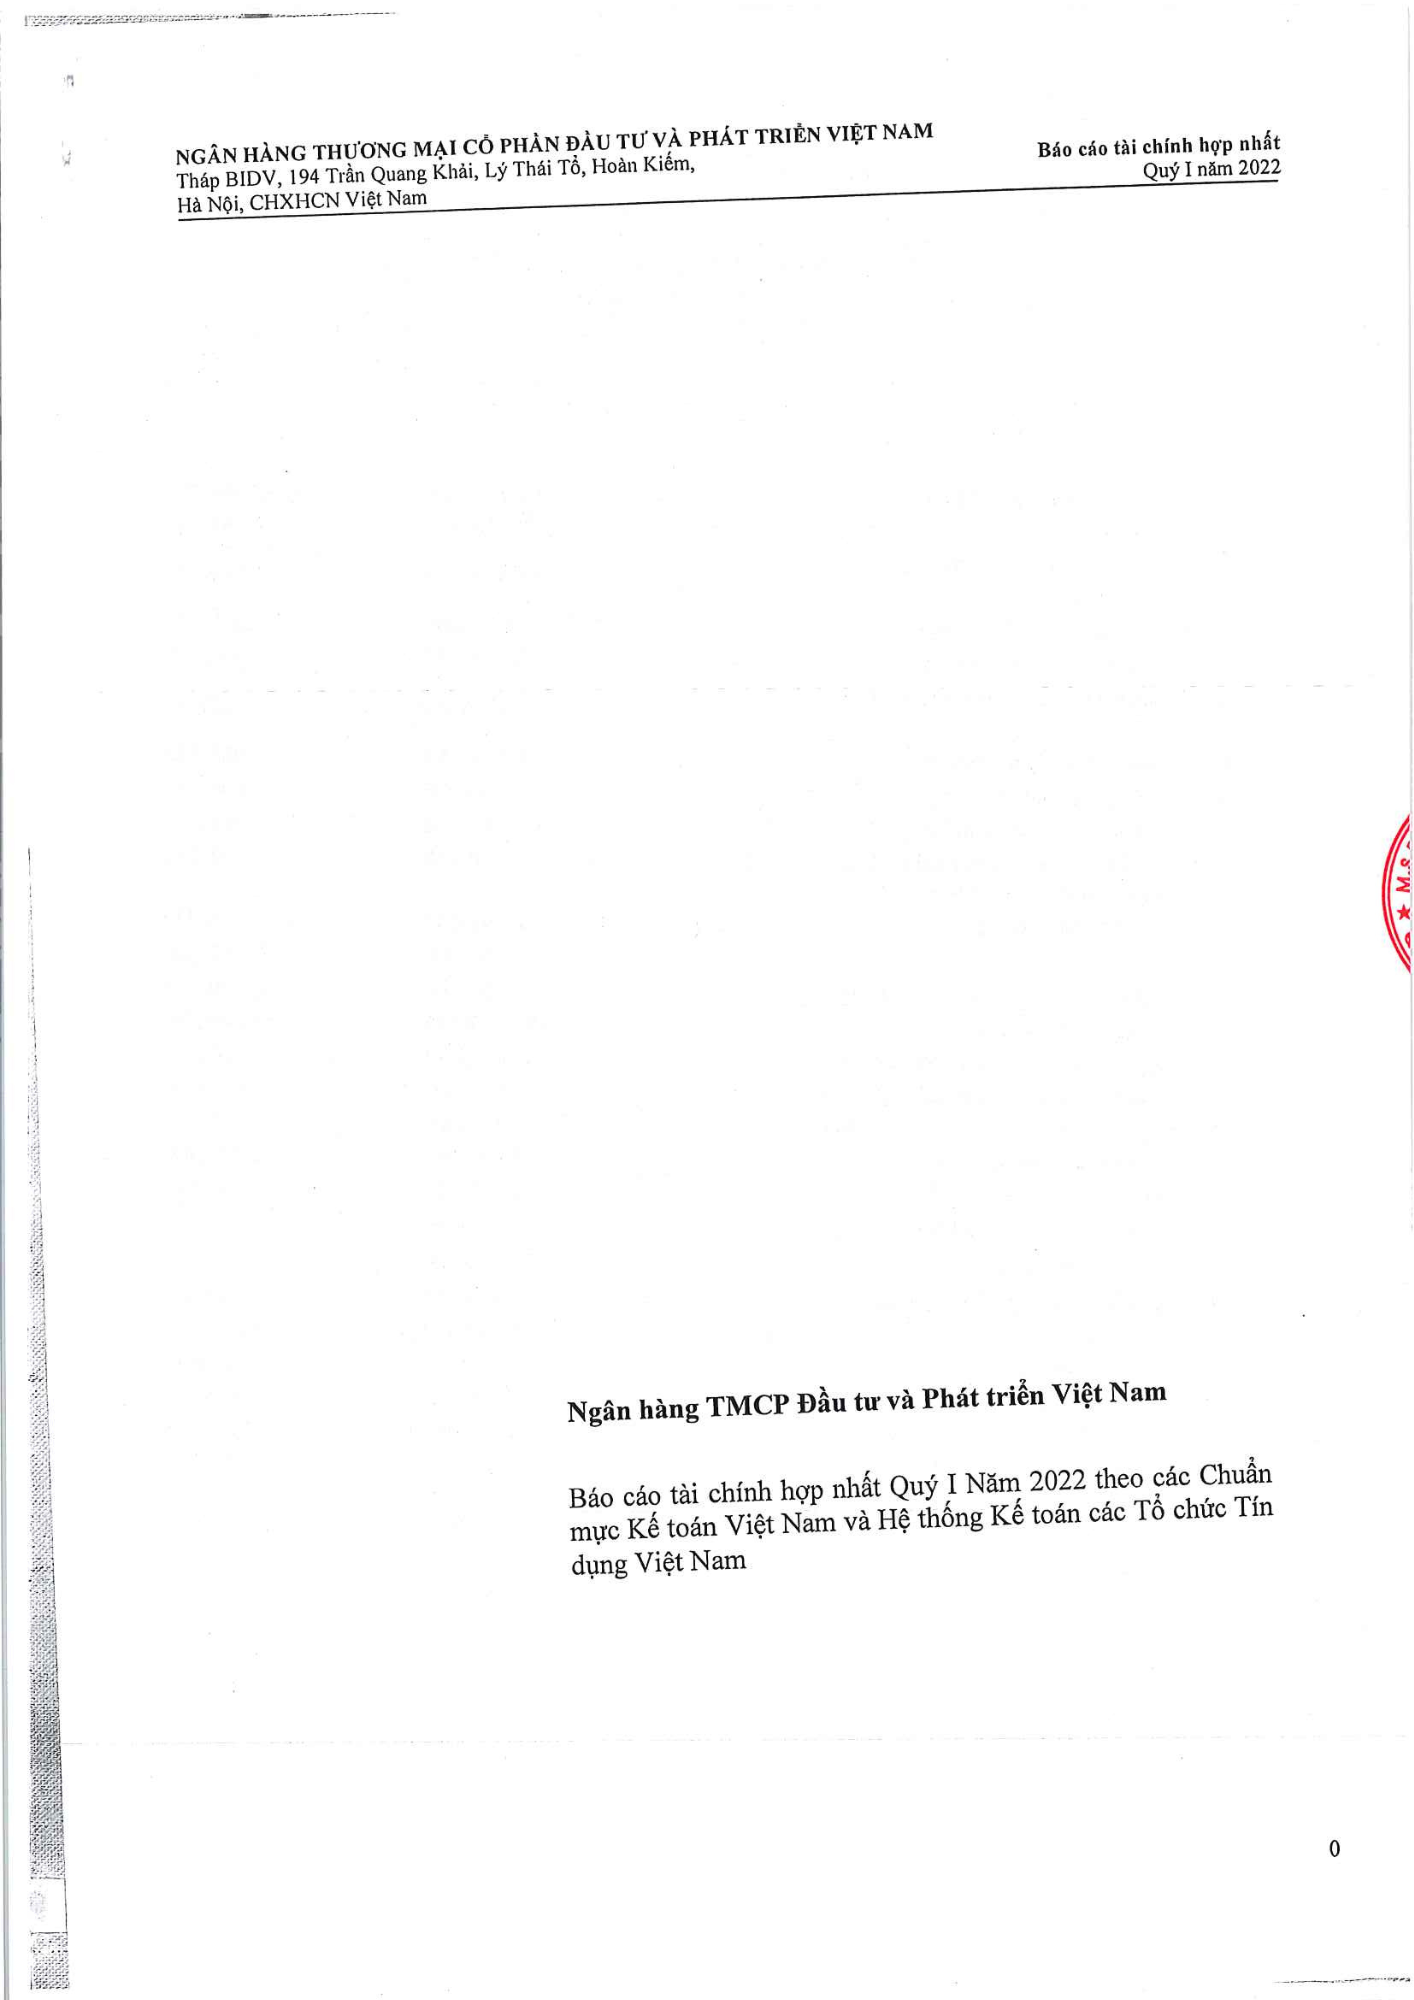 NGÂN HÀNG THƯƠNG MẠI CỔ PHẦN ĐẦU TƯ VÀ PHÁT TRIỂN VIỆT NAM
Tháp BIDV, 194 Trần Quang Khải, Lý Thái Tổ, Hoàn Kiếm,
Hà Nội, CHXHCN Việt Nam
Báo cáo tài chính hợp nhất
Quý I năm 2022
★ M.S
Ngân hàng TMCP Đầu tư và Phát triển Việt Nam
Báo cáo tài chính hợp nhất Quý I Năm 2022 theo các Chuẩn
mực Kế toán Việt Nam và Hệ thống Kế toán các Tổ chức Tín
dụng Việt Nam
0